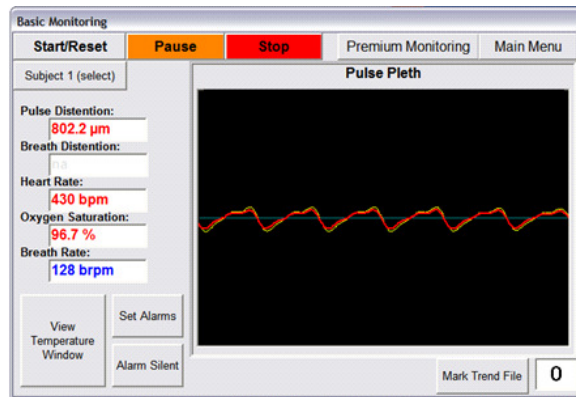 Basic Monitoring
Start/Reset Pause Stop Premium Monitoring Main Menu
Subject 1 (select)
Pulse Pleth
Pulse Distention:
802.2 µm
Breath Distention:
na
Heart Rate:
430 bpm
Oxygen Saturation:
96.7 %
Breath Rate:
128 brpm
View
Temperature
Window
Set Alarms
Alarm Silent
Mark Trend File 0